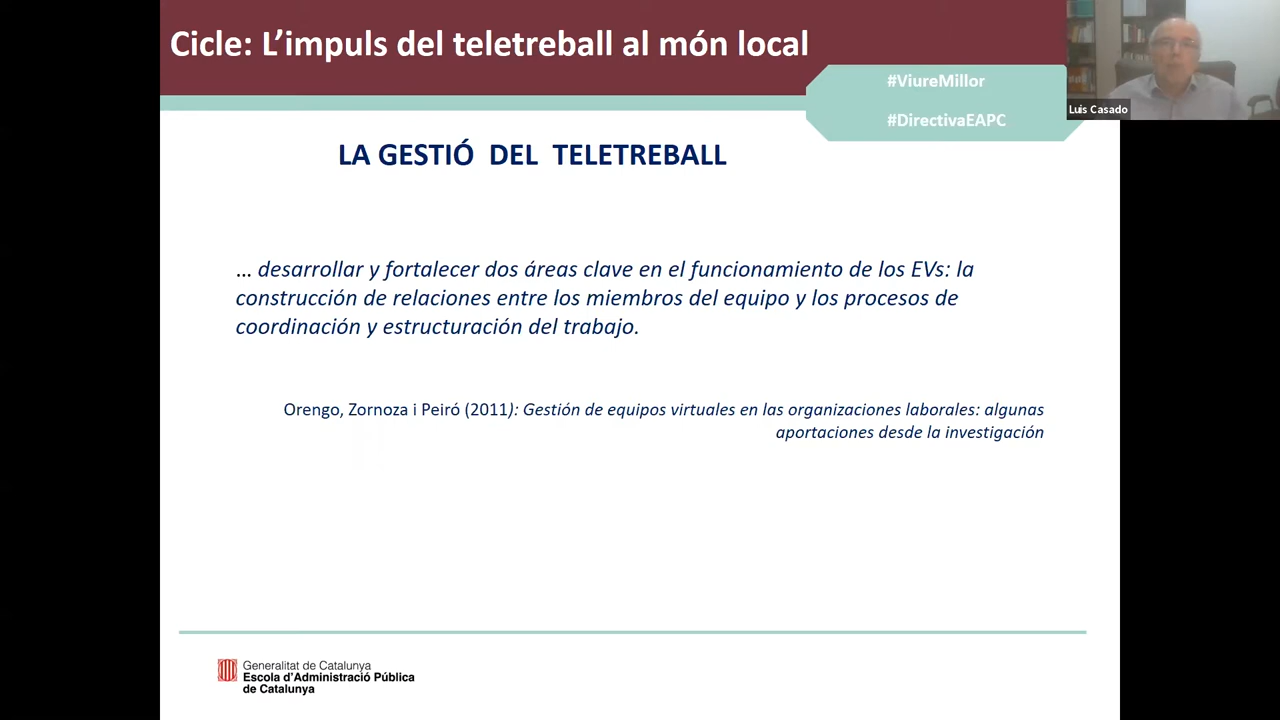 Cicle: L’impuls del teletreball al món local
#ViureMillor
#DirectivaEAPC
Luis Casado
LA GESTIÓ DEL TELETREBALL
... desarrollar y fortalecer dos áreas clave en el funcionamiento de los EVs: la
construcción de relaciones entre los miembros del equipo y los procesos de
coordinación y estructuración del trabajo.
Orengo, Zornoza i Peiró (2011): Gestión de equipos virtuales en las organizaciones laborales: algunas
aportaciones desde la investigación
Generalitat de Catalunya
Escola d’Administració Pública
de Catalunya